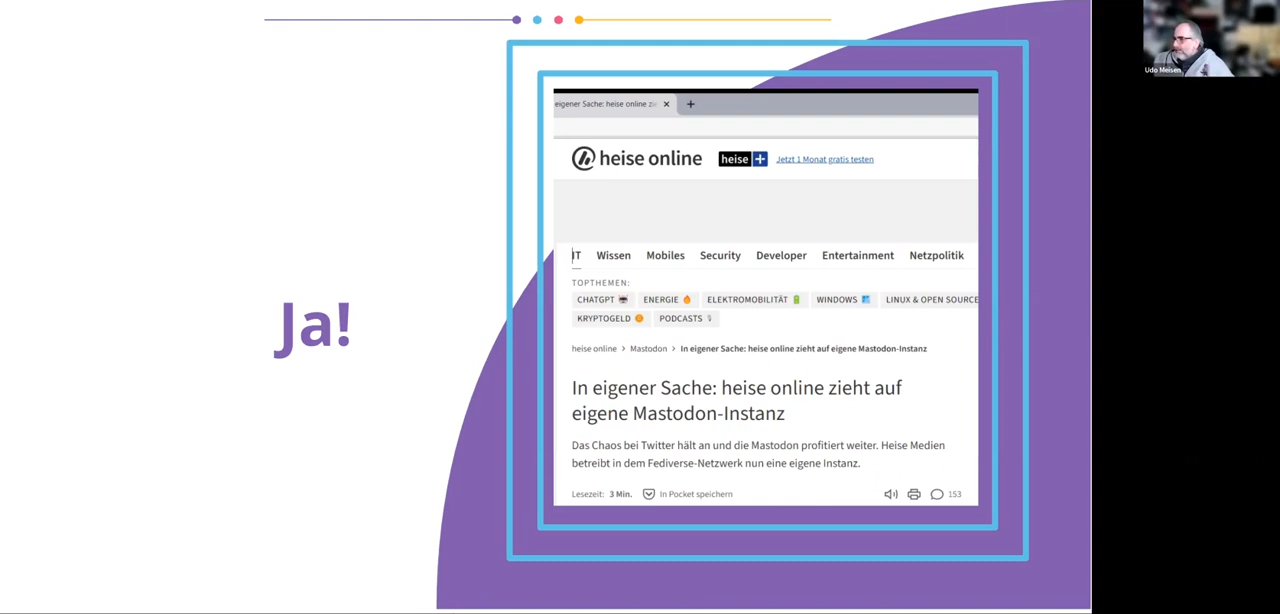 Udo Meisen
eigener Sache: heise online zie
heise online heise + Jetzt 1 Monat gratis testen
IT Wissen Mobiles Security Developer Entertainment Netzpolitik
TOPTHEMEN:
CHATGPT ENERGIE ELEKTROMOBILITÄT WINDOWS LINUX & OPEN SOURCE
KRYPTOGELD PODCASTS
heise online > Mastodon > In eigener Sache: heise online zieht auf eigene Mastodon-Instanz
Ja!
In eigener Sache: heise online zieht auf
eigene Mastodon-Instanz
Das Chaos bei Twitter hält an und die Mastodon profitiert weiter. Heise Medien
betreibt in dem Fediverse-Netzwerk nun eine eigene Instanz.
Lesezeit: 3 Min. In Pocket speichern 153